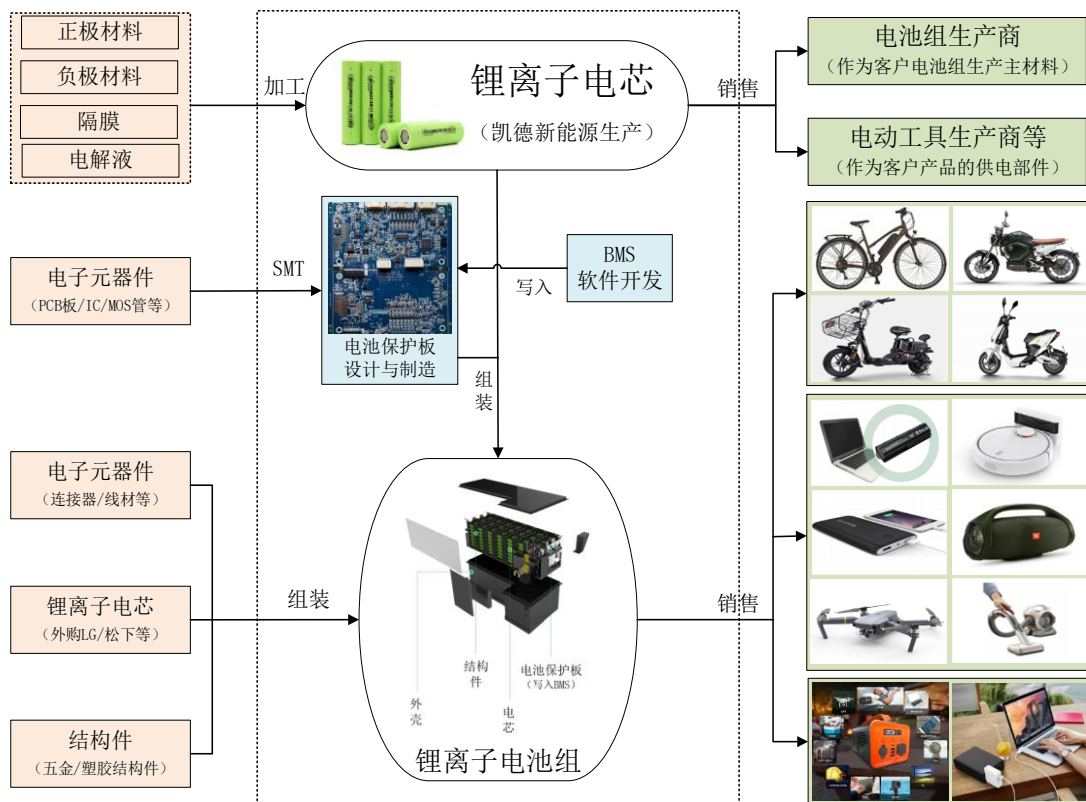 正极材料
负极材料
隔膜
电解液
加工
锂离子电芯
（凯德新能源生产）
销售
电池组生产商
（作为客户电池组生产主材料）
电动工具生产商等
（作为客户产品的供电部件）
电子元器件
（PCB板/IC/MOS管等）
SMT
BMS
软件开发
写入
电池保护板
设计与制造
组
装
电子元器件
（连接器/线材等）
锂离子电芯
（外购LG/松下等）
结构件
（五金/塑胶结构件）
组装
外
壳
结构
件
电
芯
电池保护板
（写入BMS）
锂离子电池组
销售
JBL